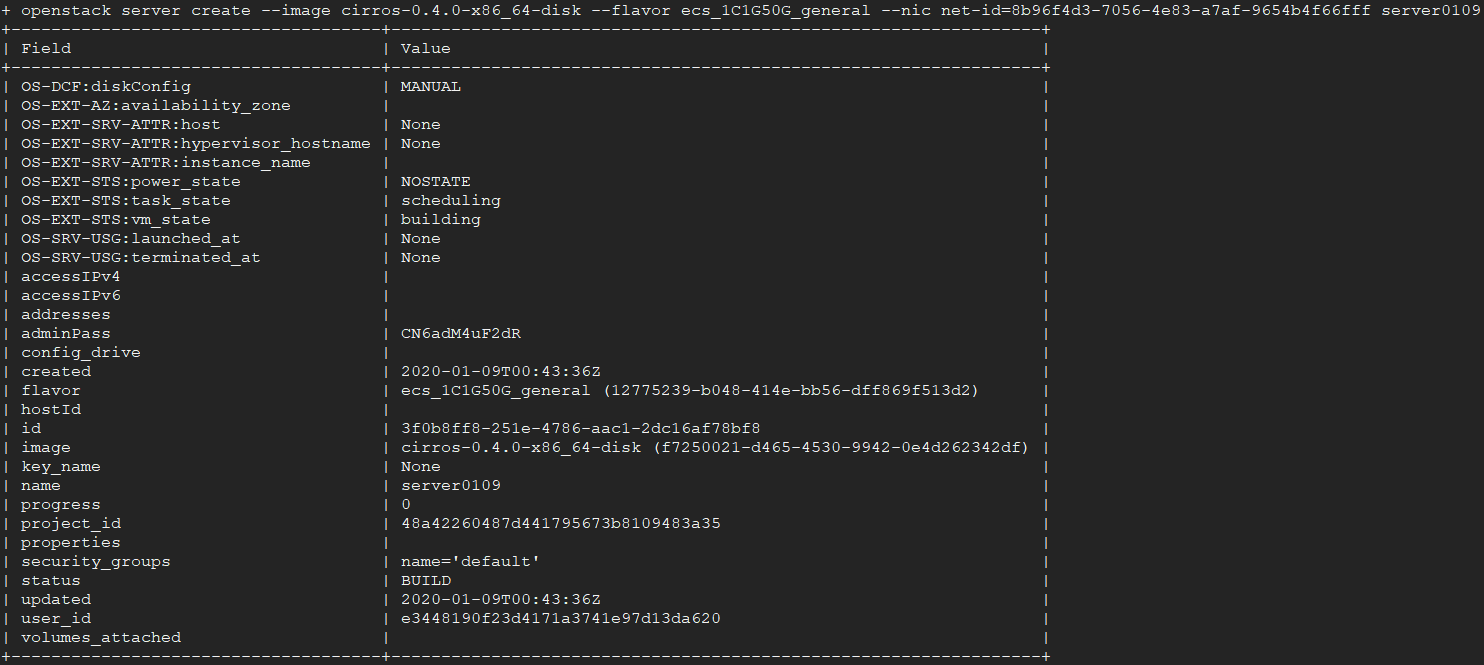 + openstack server create --image cirros-0.4.0-x86_64-disk --flavor ecs_1C1G50G_general --nic net-id=8b96f4d3-7056-4e83-a7af-9654b4f66fff server0109
+-------------------------------------+-----------------------------------------------------------------+
| Field                               | Value                                                           |
+-------------------------------------+-----------------------------------------------------------------+
| OS-DCF:diskConfig                   | MANUAL                                                          |
| OS-EXT-AZ:availability_zone         |                                                                 |
| OS-EXT-SRV-ATTR:host                | None                                                            |
| OS-EXT-SRV-ATTR:hypervisor_hostname | None                                                            |
| OS-EXT-SRV-ATTR:instance_name       |                                                                 |
| OS-EXT-STS:power_state              | NOSTATE                                                         |
| OS-EXT-STS:task_state               | scheduling                                                      |
| OS-EXT-STS:vm_state                 | building                                                        |
| OS-SRV-USG:launched_at              | None                                                            |
| OS-SRV-USG:terminated_at            | None                                                            |
| accessIPv4                          |                                                                 |
| accessIPv6                          |                                                                 |
| addresses                           |                                                                 |
| adminPass                           | CN6adM4uF2dR                                                    |
| config_drive                        |                                                                 |
| created                             | 2020-01-09T00:43:36Z                                            |
| flavor                              | ecs_1C1G50G_general (12775239-b048-414e-bb56-dff869f513d2)      |
| hostId                              |                                                                 |
| id                                  | 3f0b8ff8-251e-4786-aac1-2dc16af78bf8                            |
| image                               | cirros-0.4.0-x86_64-disk (f7250021-d465-4530-9942-0e4d262342df) |
| key_name                            | None                                                            |
| name                                | server0109                                                      |
| progress                            | 0                                                               |
| project_id                          | 48a42260487d441795673b8109483a35                                |
| properties                          |                                                                 |
| security_groups                     | name='default'                                                  |
| status                              | BUILD                                                           |
| updated                             | 2020-01-09T00:43:36Z                                            |
| user_id                             | e3448190f23d4171a3741e97d13da620                                |
| volumes_attached                    |                                                                 |
+-------------------------------------+-----------------------------------------------------------------+